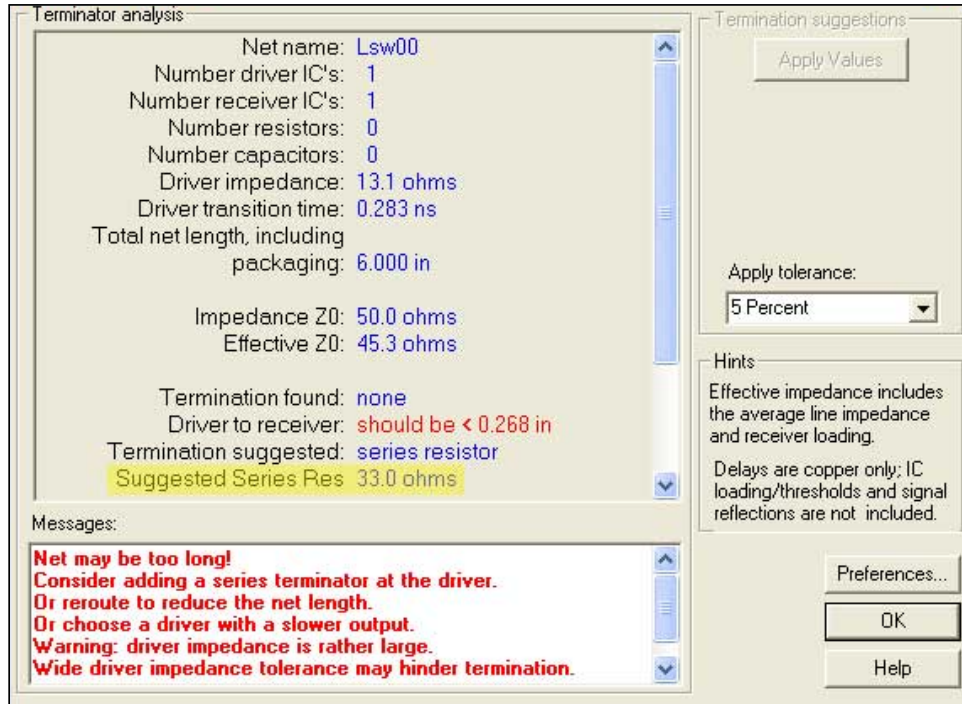 Terminator analysis
Net name: Lsw00
Number driver IC's: 1
Number receiver IC's: 1
Number resistors: 0
Number capacitors: 0
Driver impedance: 13.1 ohms
Driver transition time: 0.283 ns
Total net length, including
packaging: 6.000 in
Impedance Z0: 50.0 ohms
Effective Z0: 45.3 ohms
Termination found: none
Driver to receiver: should be < 0.268 in
Termination suggested: series resistor
Suggested Series Res 33.0 ohms
Messages:
Net may be too long!
Consider adding a series terminator at the driver.
Or reroute to reduce the net length.
Or choose a driver with a slower output.
Warning: driver impedance is rather large.
Wide driver impedance tolerance may hinder termination.
Termination suggestions
Apply Values
Apply tolerance:
5 Percent
Hints
Effective impedance includes
the average line impedance
and receiver loading.
Delays are copper only; IC
loading/thresholds and signal
reflections are not included.
Preferences...
OK
Help